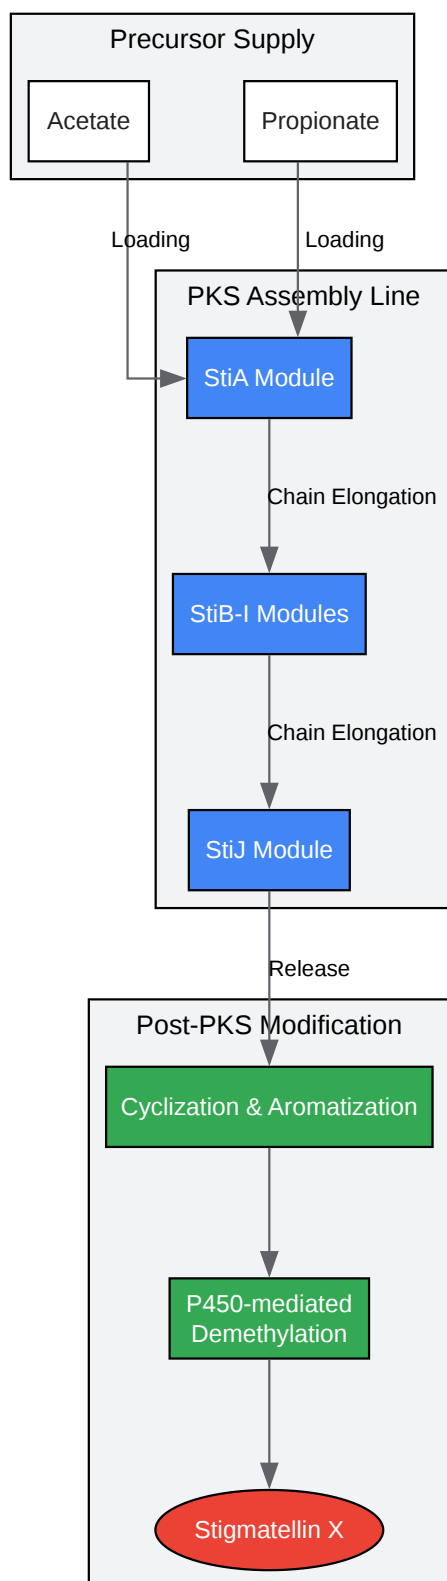 Precursor Supply
Acetate
Propionate
Loading
Loading
PKS Assembly Line
StiA Module
Chain Elongation
StiB-I Modules
Chain Elongation
StiJ Module
Release
Post-PKS Modification
Cyclization & Aromatization
P450-mediated
Demethylation
Stigmatellin X